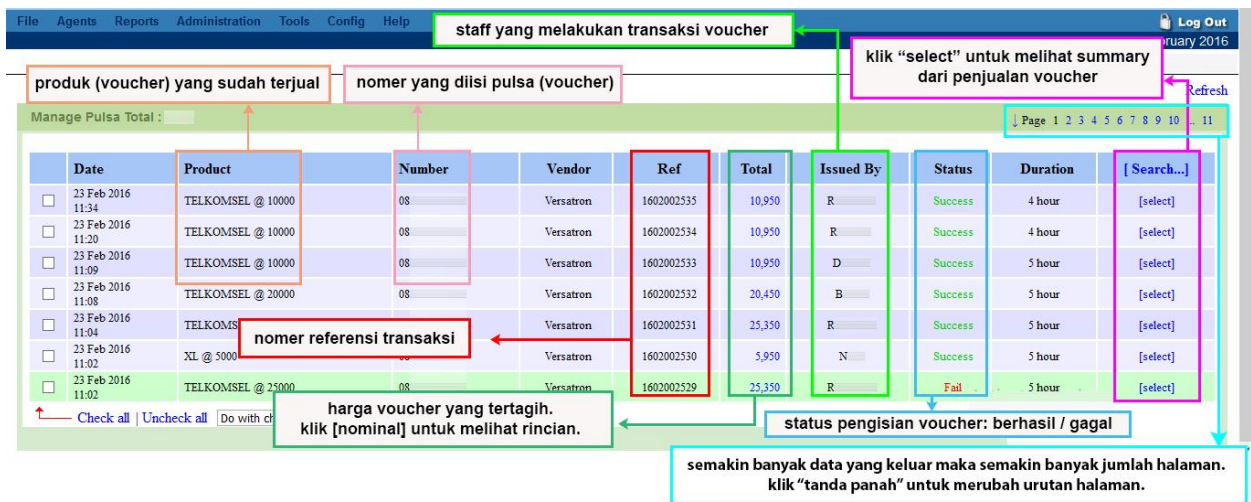 File Agents Reports Administration Tools Config Help
Log Out
ruary 2016
staff yang melakukan transaksi voucher
klik “select” untuk melihat summary
dari penjualan voucher
produk (voucher) yang sudah terjual
nomer yang diisi pulsa (voucher)
Refresh
Manage Pulsa Total :
↓ Page 1 2 3 4 5 6 7 8 9 10 .. 11
Date Product Number Vendor Ref Total Issued By Status Duration [ Search...]
23 Feb 2016
11:34
TELKOMSEL @ 10000 08 Versatron 1602002535 10,950 R Success 4 hour [select]
23 Feb 2016
11:20
TELKOMSEL @ 10000 08 Versatron 1602002534 10,950 R Success 4 hour [select]
23 Feb 2016
11:09
TELKOMSEL @ 10000 08 Versatron 1602002533 10,950 D Success 5 hour [select]
23 Feb 2016
11:08
TELKOMSEL @ 20000 08 Versatron 1602002532 20,450 B Success 5 hour [select]
23 Feb 2016
11:04
TELKOMS Versatron 1602002531 25,350 R Success 5 hour [select]
nomer referensi transaksi
23 Feb 2016
11:02
XL @ 5000 Versatron 1602002530 5,950 N Success 5 hour [select]
23 Feb 2016
11:02
TELKOMSEL @ 25000 08 Versatron 1602002529 25,350 R Fail 5 hour [select]
Check all | Uncheck all Do with ch
harga voucher yang tertagih.
klik [nominal] untuk melihat rincian.
status pengisian voucher: berhasil / gagal
semakin banyak data yang keluar maka semakin banyak jumlah halaman.
klik “tanda panah” untuk merubah urutan halaman.